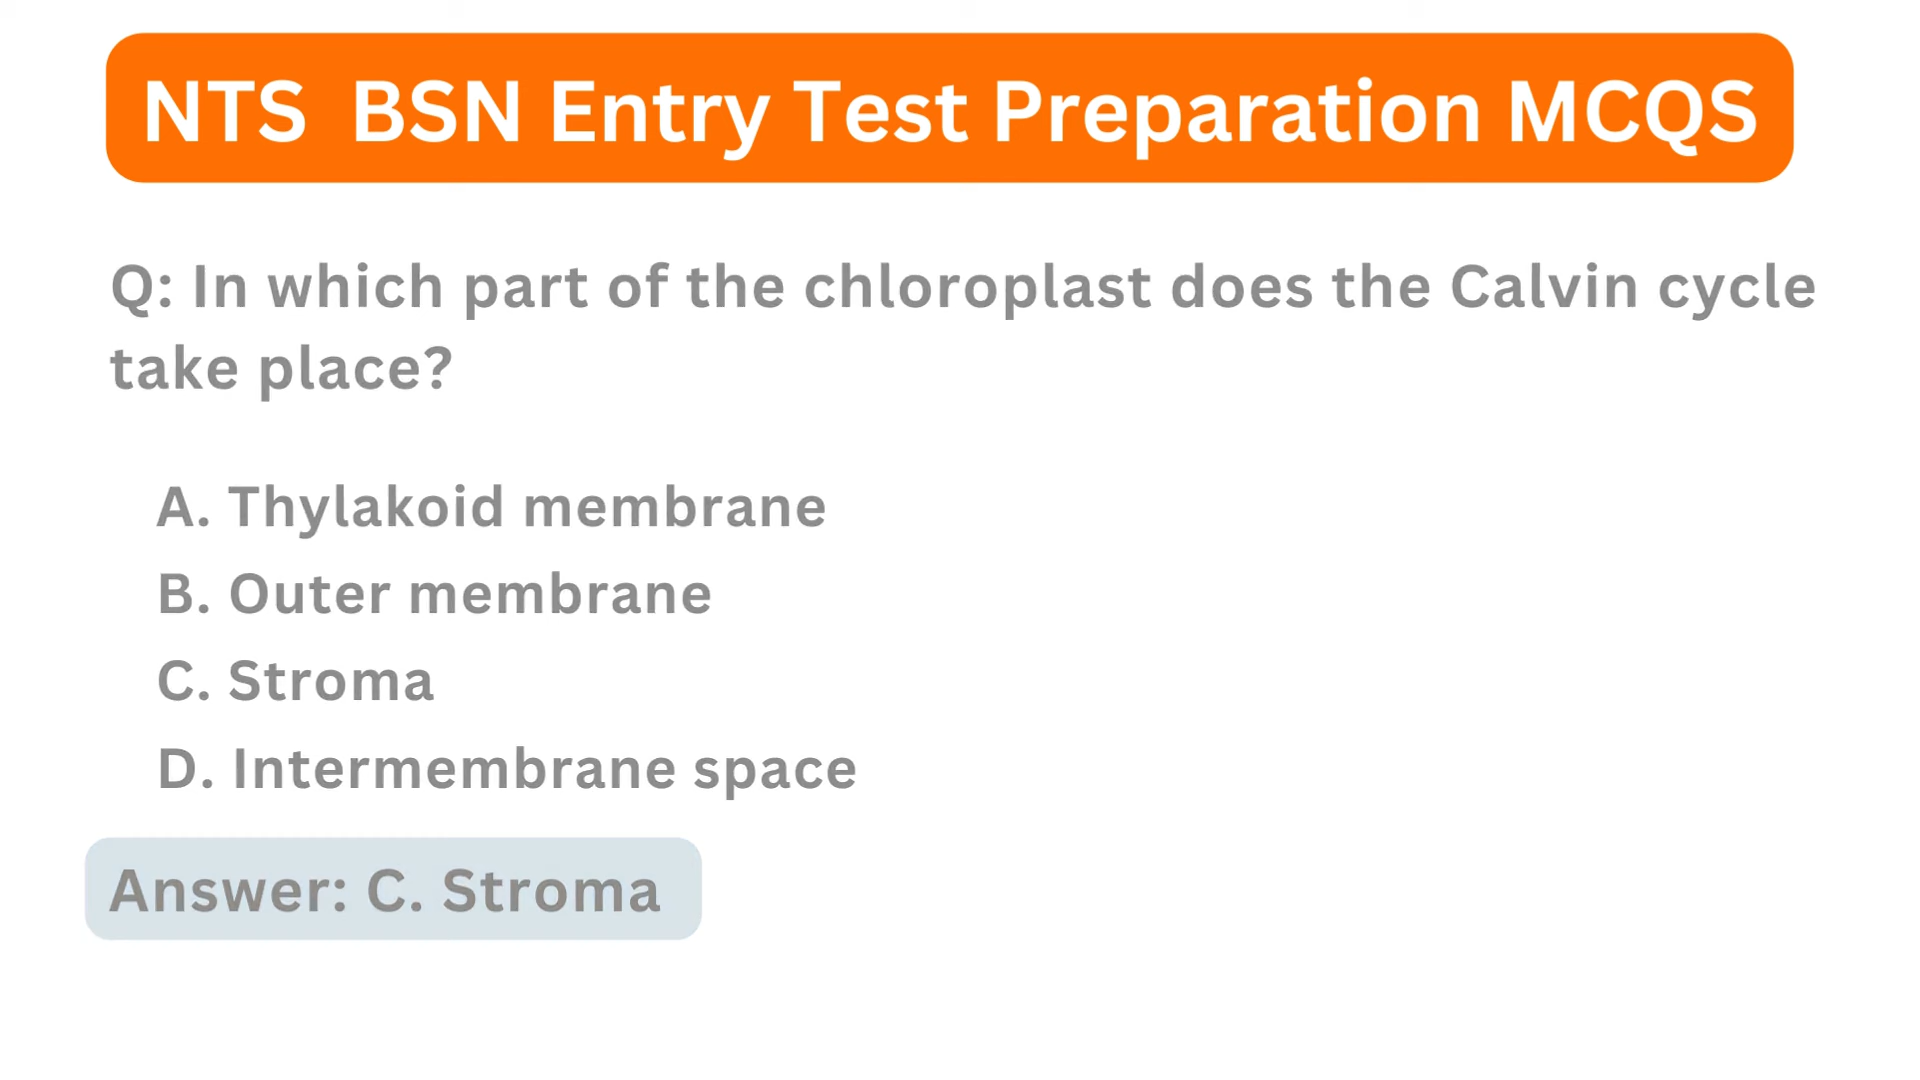 NTS BSN Entry Test Preparation MCQS
Q: In which part of the chloroplast does the Calvin cycle
take place?
A. Thylakoid membrane
B. Outer membrane
C. Stroma
D. Intermembrane space
Answer: C. Stroma